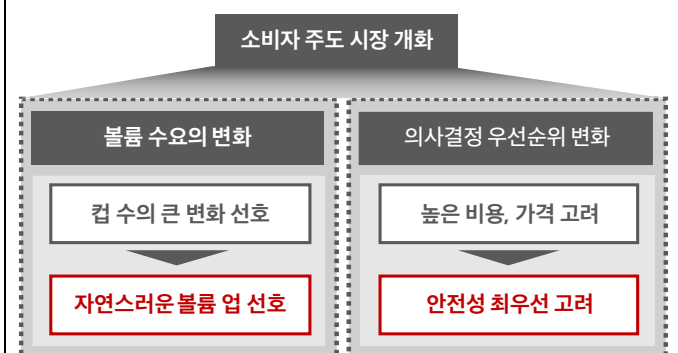 소비자 주도 시장 개화
볼륨 수요의 변화
컵 수의 큰 변화 선호
자연스러운 볼륨 업 선호
의사결정 우선순위 변화
높은 비용, 가격 고려
안전성 최우선 고려